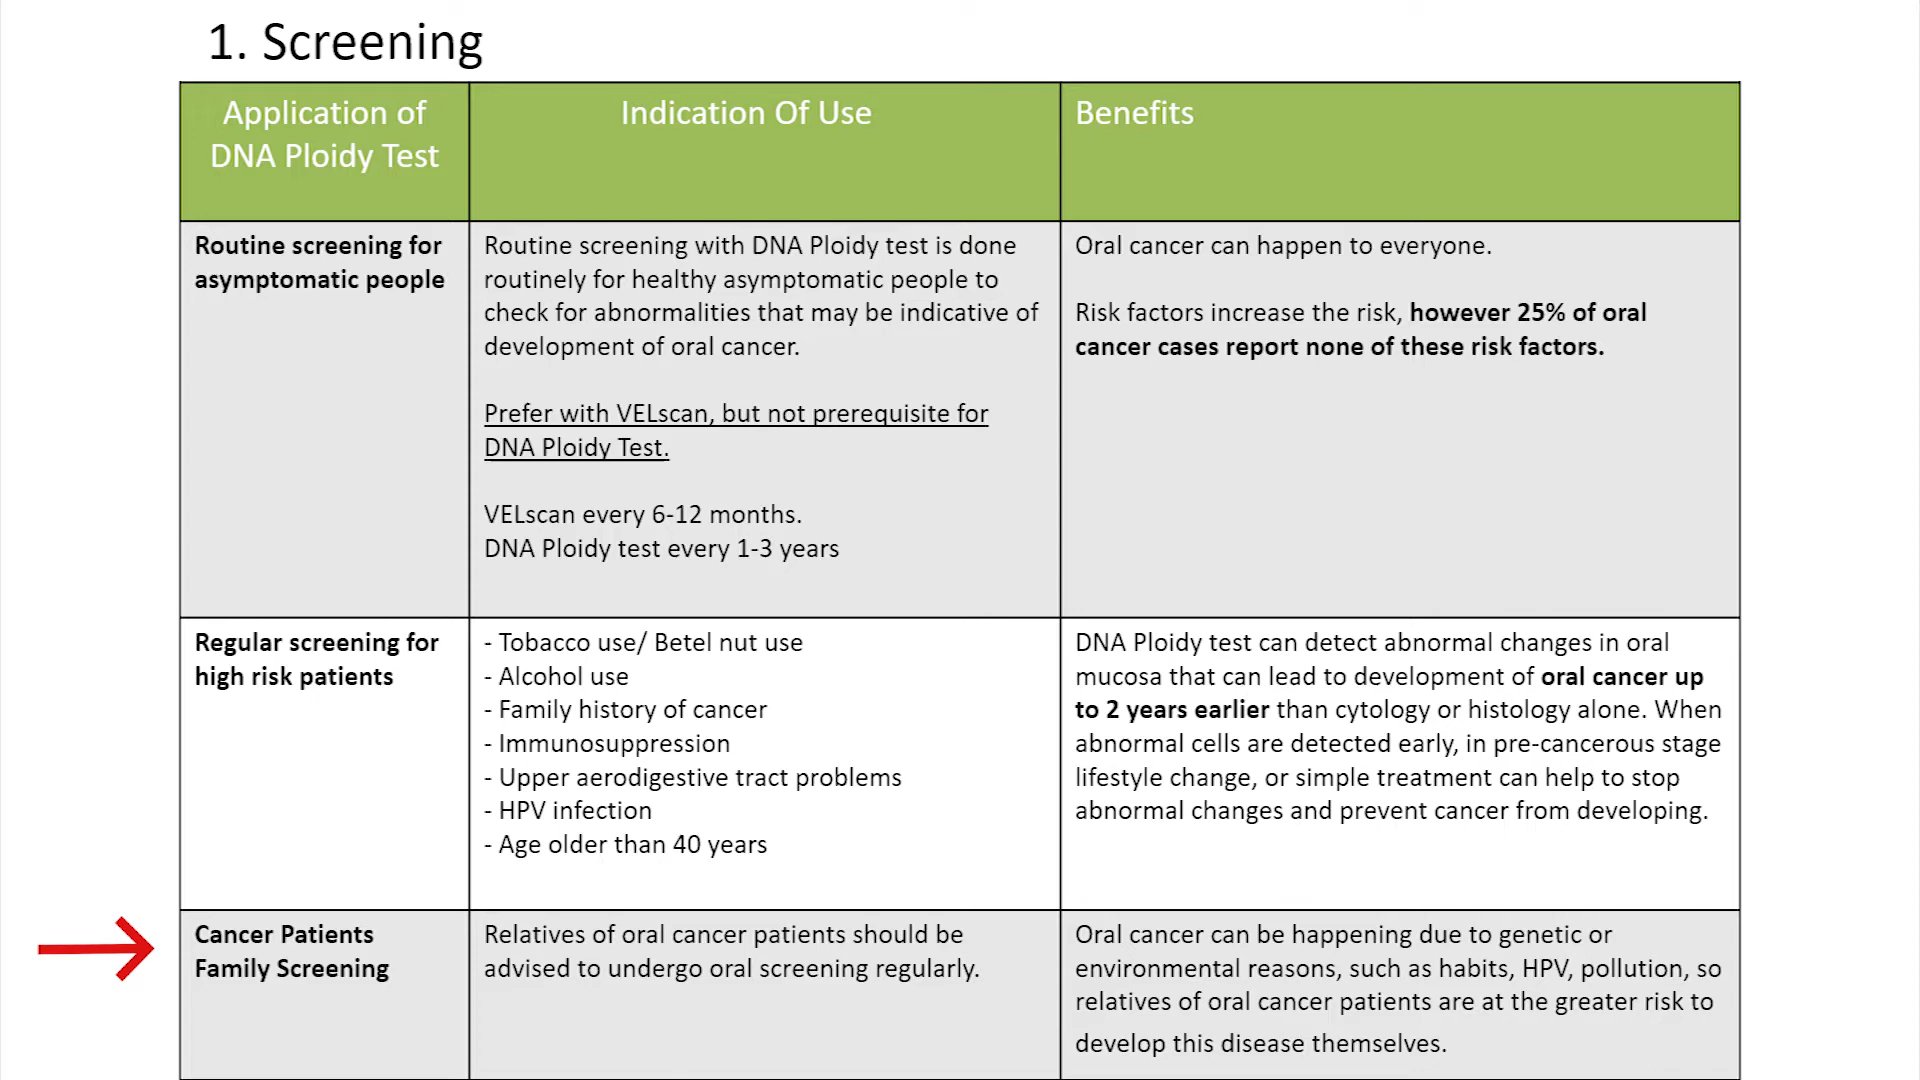 1. Screening
Application of
DNA Ploidy Test
Indication Of Use
Benefits
Routine screening for
asymptomatic people
Routine screening with DNA Ploidy test is done
routinely for healthy asymptomatic people to
check for abnormalities that may be indicative of
development of oral cancer.
Prefer with VELscan, but not prerequisite for
DNA Ploidy Test.
VELscan every 6-12 months.
DNA Ploidy test every 1-3 years
Oral cancer can happen to everyone.
Risk factors increase the risk, however 25% of oral
cancer cases report none of these risk factors.
Regular screening for
high risk patients
- Tobacco use/ Betel nut use
- Alcohol use
- Family history of cancer
- Immunosuppression
- Upper aerodigestive tract problems
- HPV infection
- Age older than 40 years
DNA Ploidy test can detect abnormal changes in oral
mucosa that can lead to development of oral cancer up
to 2 years earlier than cytology or histology alone. When
abnormal cells are detected early, in pre-cancerous stage
lifestyle change, or simple treatment can help to stop
abnormal changes and prevent cancer from developing.
Cancer Patients
Family Screening
Relatives of oral cancer patients should be
advised to undergo oral screening regularly.
Oral cancer can be happening due to genetic or
environmental reasons, such as habits, HPV, pollution, so
relatives of oral cancer patients are at the greater risk to
develop this disease themselves.